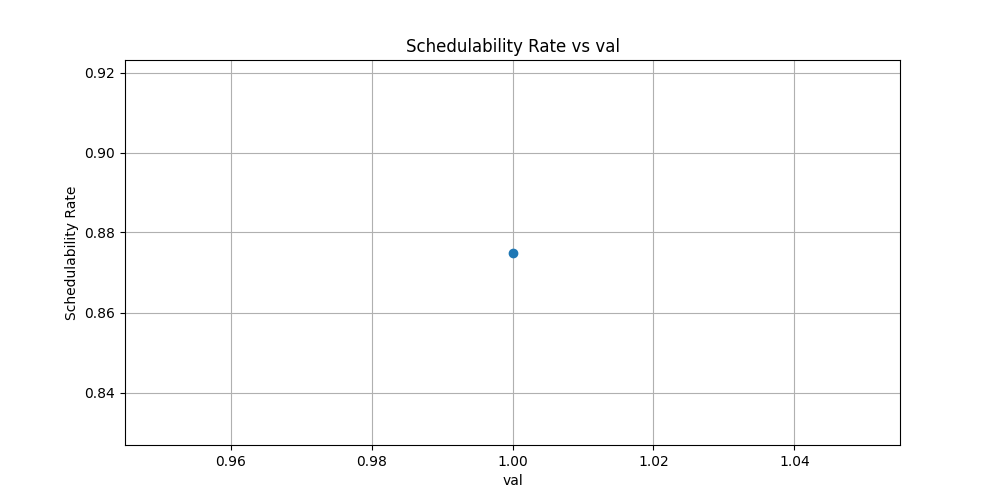 Schedulability Rate vs val
0.92
0.90
0.88
0.86
0.84
Schedulability Rate
0.96 0.98 1.00 1.02 1.04
val